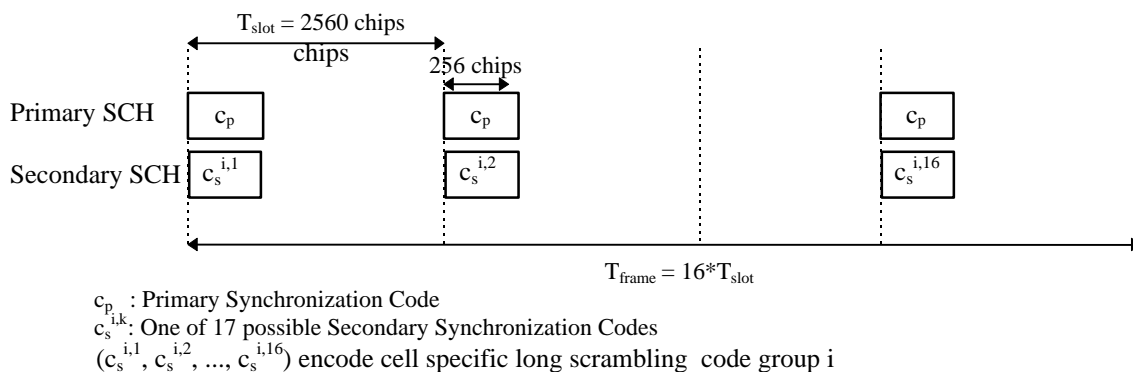 T_slot = 2560 chips
chips
256 chips
Primary SCH c_p c_p c_p
Secondary SCH c_s^i,1 c_s^i,2 c_s^i,16
T_frame = 16*T_slot
c_p : Primary Synchronization Code
c_s^i,k: One of 17 possible Secondary Synchronization Codes
(c_s^i,1, c_s^i,2, ..., c_s^i,16) encode cell specific long scrambling code group i